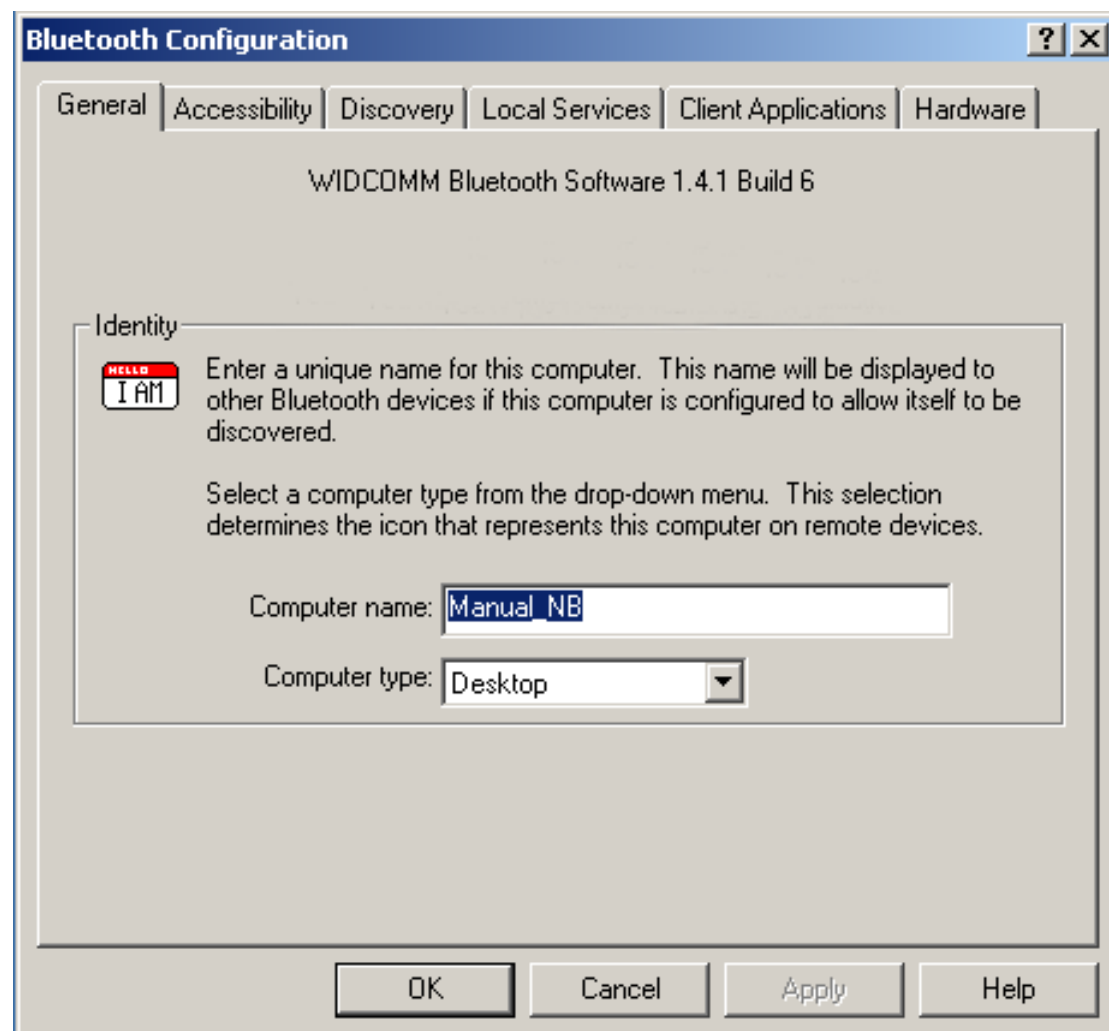 Bluetooth Configuration
General Accessibility Discovery Local Services Client Applications Hardware
WIDCOMM Bluetooth Software 1.4.1 Build 6
Identity
HELLO
I AM
Enter a unique name for this computer.  This name will be displayed to
other Bluetooth devices if this computer is configured to allow itself to be
discovered.
Select a computer type from the drop-down menu.  This selection
determines the icon that represents this computer on remote devices.
Computer name: Manual_NB
Computer type: Desktop
OK Cancel Apply Help